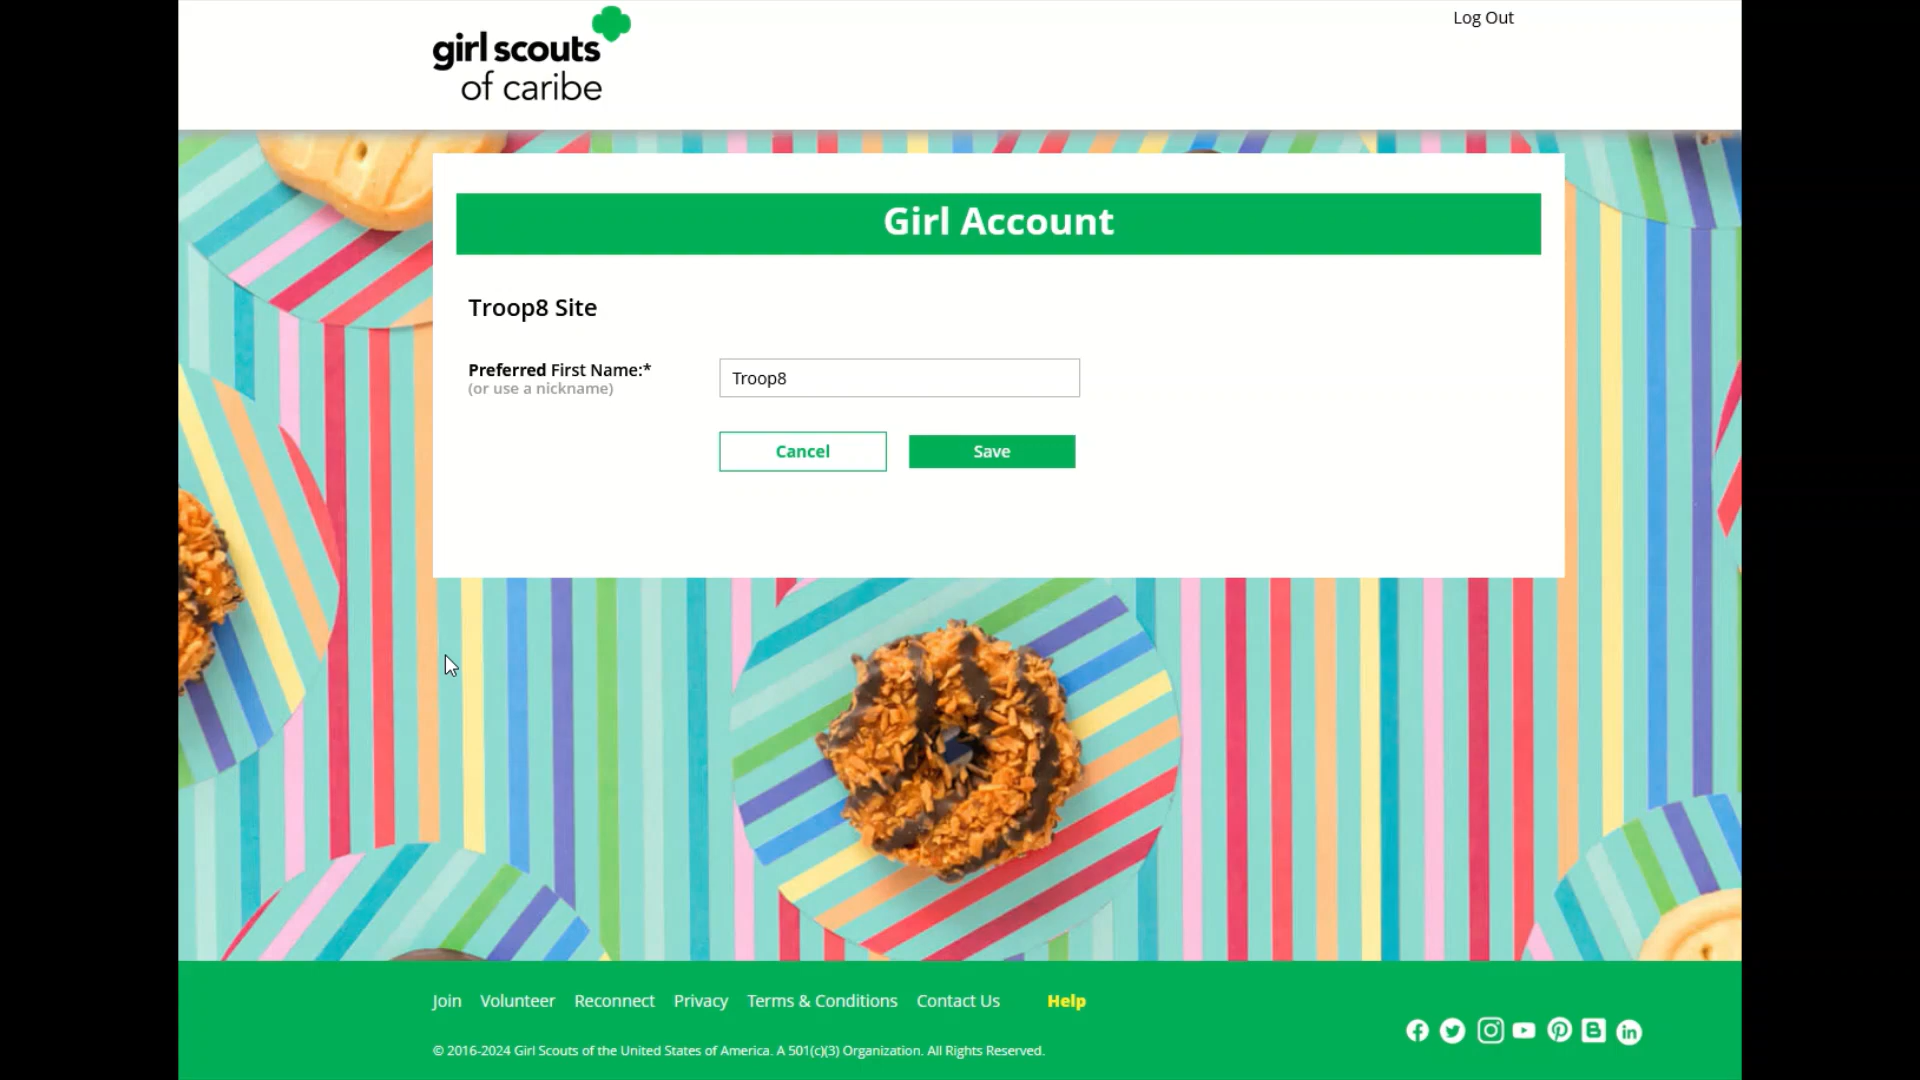 girl scouts
of caribe
Log Out
Girl Account
Troop8 Site
Preferred First Name:*
(or use a nickname)
Troop8
Cancel
Save
Join Volunteer Reconnect Privacy Terms & Conditions Contact Us Help
© 2016-2024 Girl Scouts of the United States of America. A 501(c)(3) Organization. All Rights Reserved.